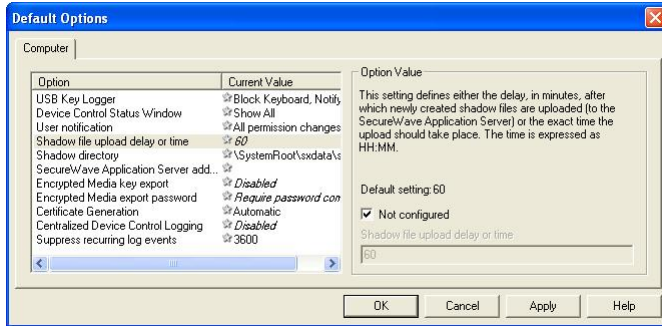 Default Options
Computer
Option Current Value
USB Key Logger Block Keyboard, Notify
Device Control Status Window Show All
User notification All permission changes
Shadow file upload delay or time 60
Shadow directory \SystemRoot\sxdata\s
SecureWave Application Server add...
Encrypted Media key export Disabled
Encrypted Media export password Require password com
Certificate Generation Automatic
Centralized Device Control Logging Disabled
Suppress recurring log events 3600
Option Value
This setting defines either the delay, in minutes, after
which newly created shadow files are uploaded (to the
SecureWave Application Server) or the exact time the
upload should take place. The time is expressed as
HH:MM.
Default setting: 60
Not configured
Shadow file upload delay or time
60
OK Cancel Apply Help